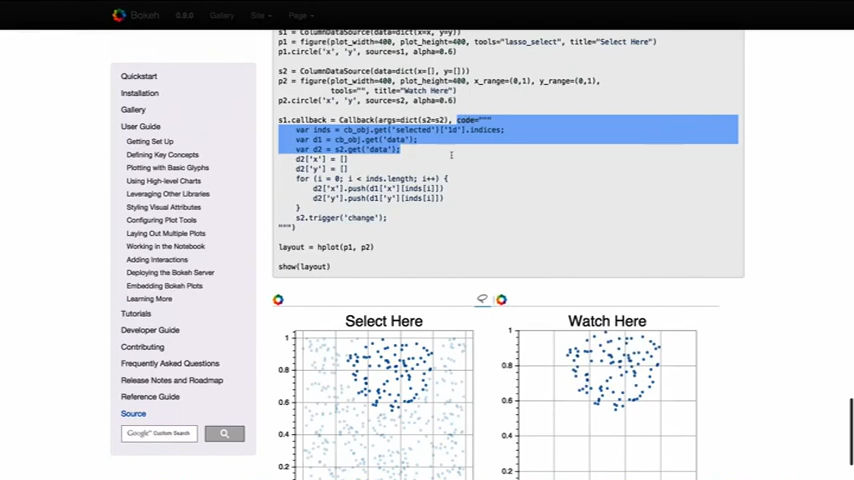 Bokeh 0.9.0 Gallery Site Page
Quickstart
Installation
Gallery
User Guide
Getting Set Up
Defining Key Concepts
Plotting with Basic Glyphs
Using High-level Charts
Leveraging Other Libraries
Styling Visual Attributes
Configuring Plot Tools
Laying Out Multiple Plots
Working in the Notebook
Adding Interactions
Deploying the Bokeh Server
Embedding Bokeh Plots
Learning More
Tutorials
Developer Guide
Contributing
Frequently Asked Questions
Release Notes and Roadmap
Reference Guide
Source
Google™ Custom Search
s1 = ColumnDataSource(data=dict(x=x, y=y))
p1 = figure(plot_width=400, plot_height=400, tools="lasso_select", title="Select Here")
p1.circle('x', 'y', source=s1, alpha=0.6)
s2 = ColumnDataSource(data=dict(x=[], y=[]))
p2 = figure(plot_width=400, plot_height=400, x_range=(0,1), y_range=(0,1),
tools="", title="Watch Here")
p2.circle('x', 'y', source=s2, alpha=0.6)
s1.callback = Callback(args=dict(s2=s2), code="""
var inds = cb_obj.get('selected')['1d'].indices;
var d1 = cb_obj.get('data');
var d2 = s2.get('data');
d2['x'] = []
d2['y'] = []
for (i = 0; i < inds.length; i++) {
d2['x'].push(d1['x'][inds[i]])
d2['y'].push(d1['y'][inds[i]])
}
s2.trigger('change');
""")
layout = hplot(p1, p2)
show(layout)
Select Here
1
0.8
0.6
0.4
0.2
Watch Here
1
0.8
0.6
0.4
0.2